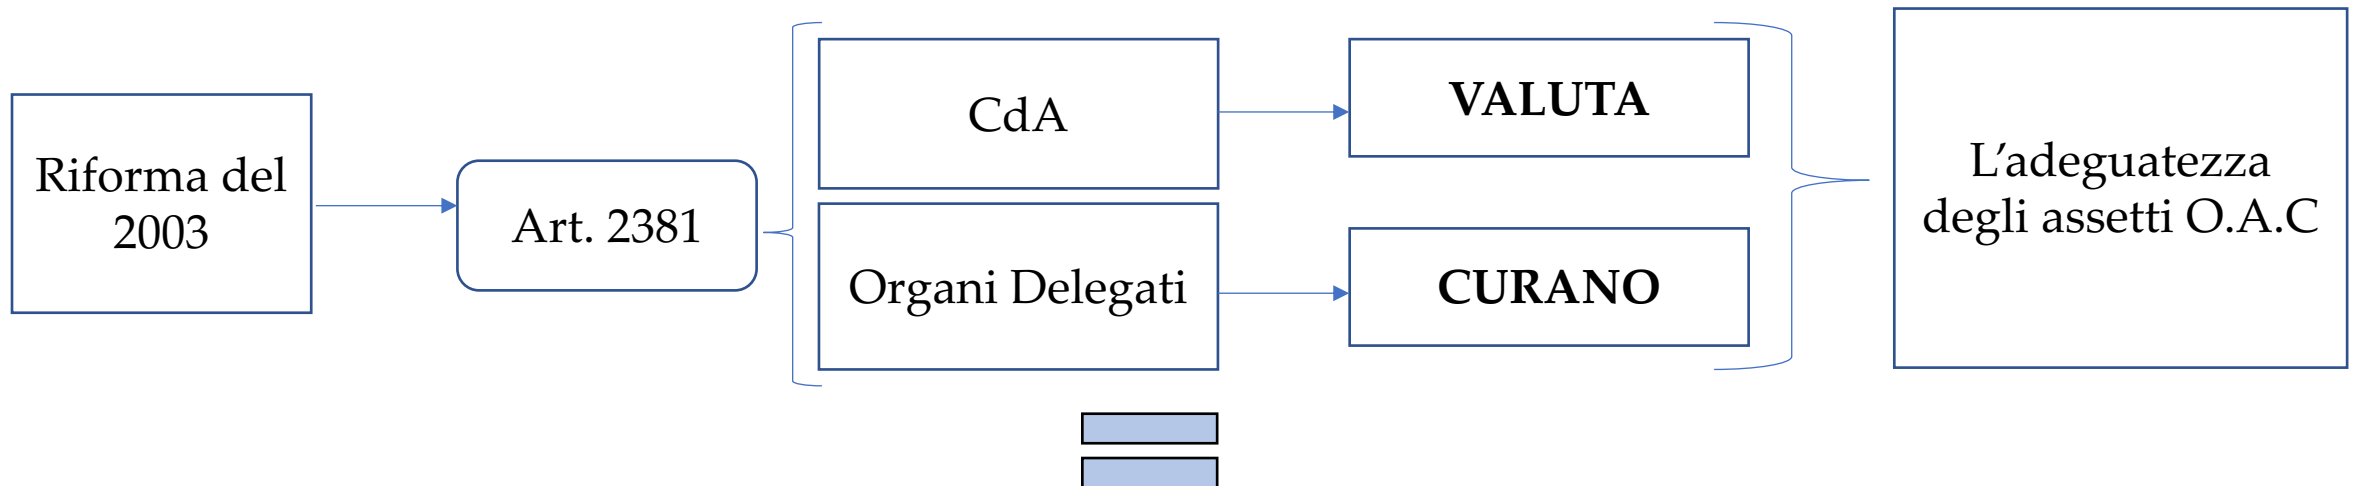 Riforma del
2003
Art. 2381
CdA
VALUTA
Organi Delegati
CURANO
L’adeguatezza
degli assetti O.A.C